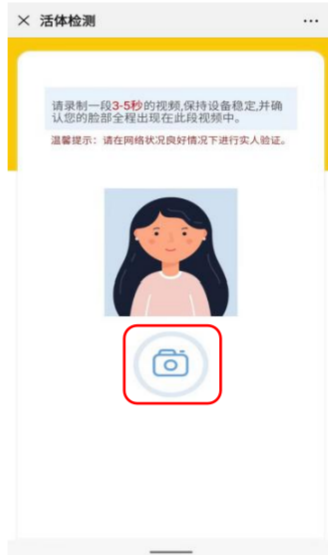 活体检测
请录制一段3-5秒的视频,保持设备稳定,并确
认您的脸部全程出现在此段视频中。
温馨提示：请在网络状况良好情况下进行实人验证。